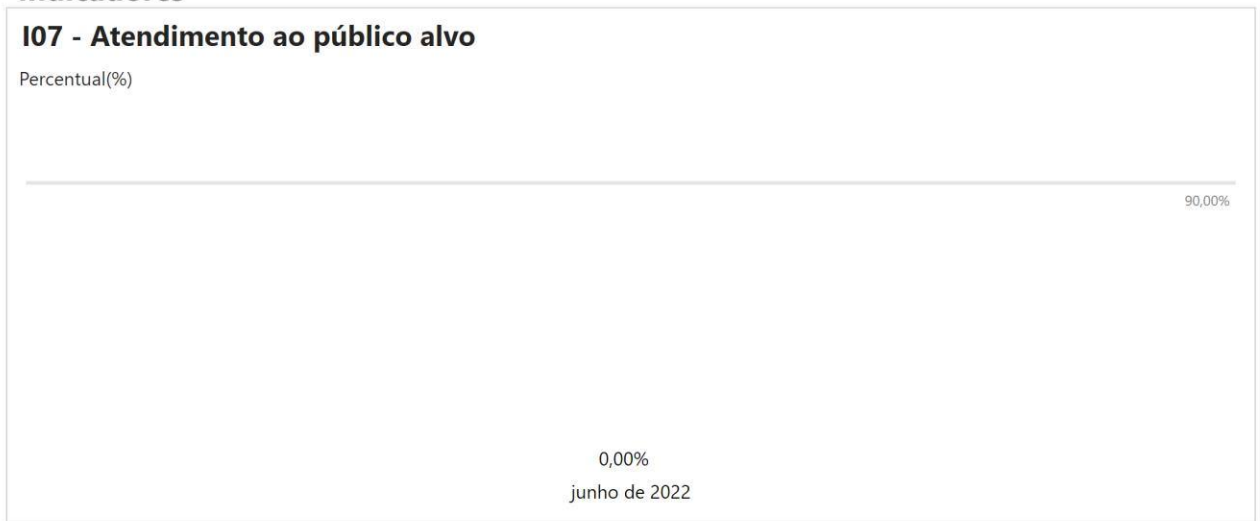 I07 - Atendimento ao público alvo
Percentual(%)
90,00%
0,00%
junho de 2022